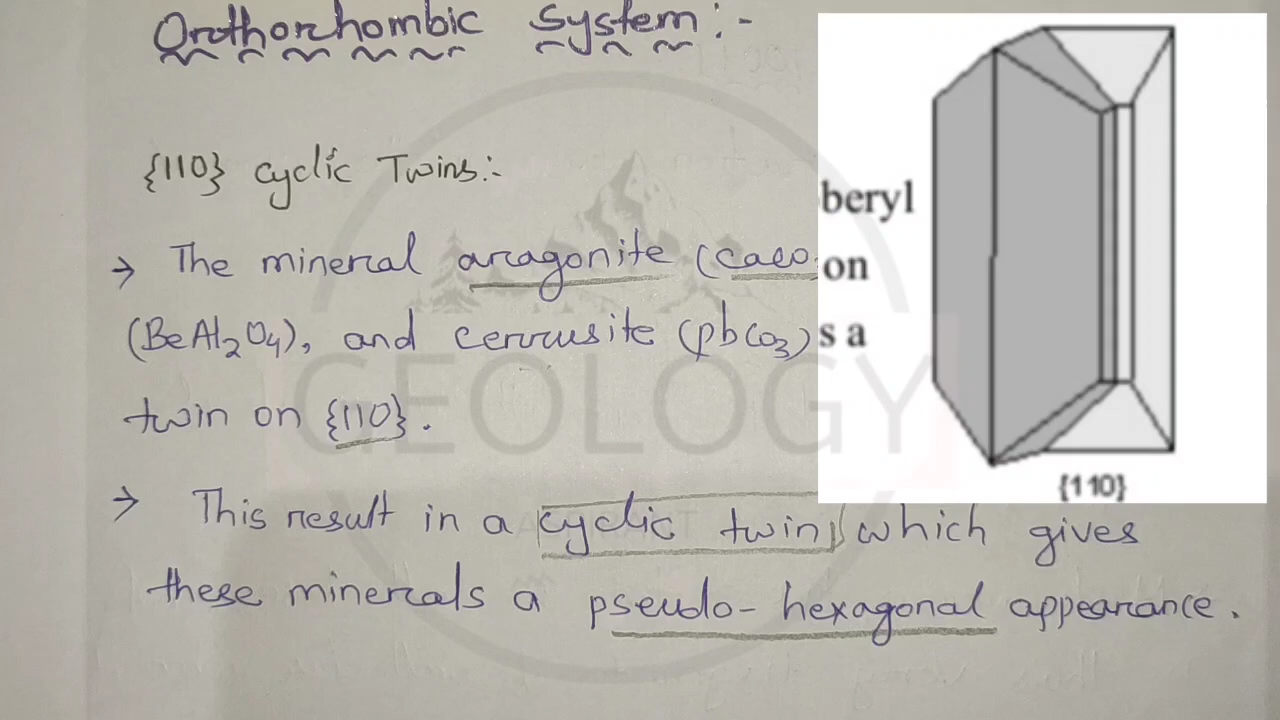 Orthorhombic System:-
{110} cyclic Twins:-
→ The mineral aragonite (caco
(BeAl₂O₄), and cerrusite (pbco₃)
twin on {110}.
→ This result in a cyclic twin, which gives
these minerals a pseudo-hexagonal appearance.
beryl
on
s a
{110}
GEOLOGY